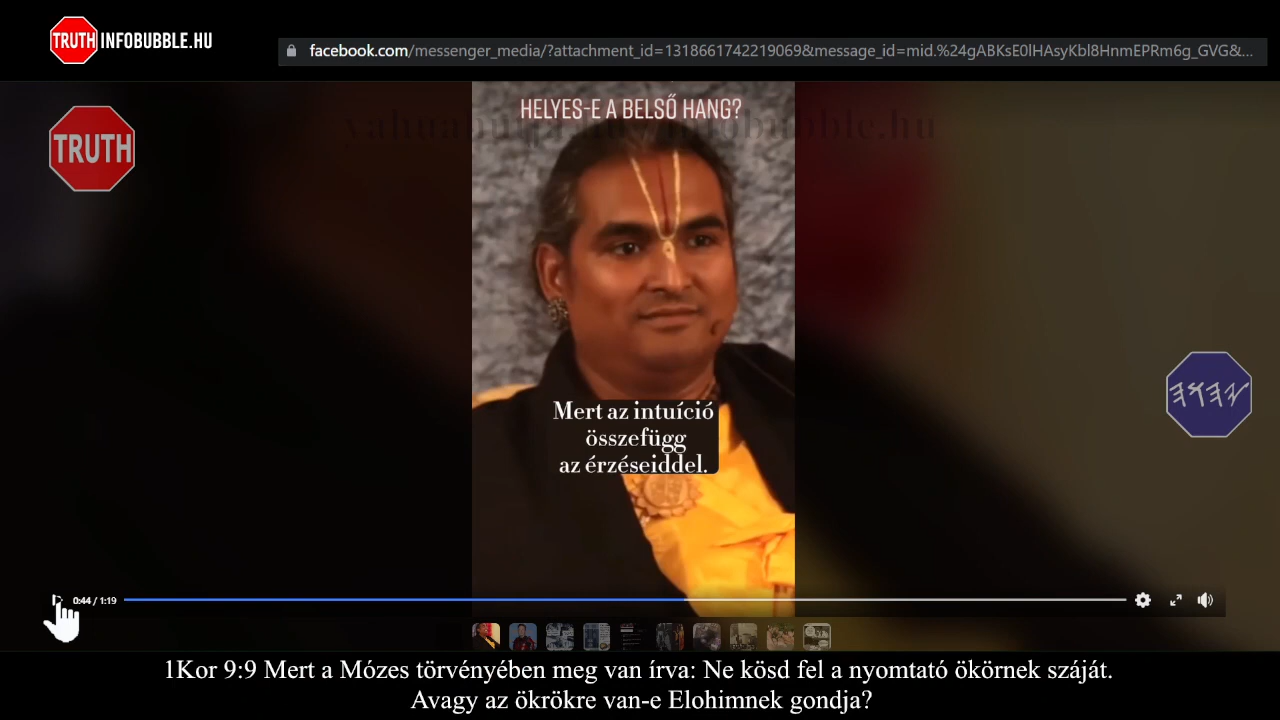 TRUTH INFOBUBBLE.HU
facebook.com/messenger_media/?attachment_id=1318661742219069&message_id=mid.%24gABKsE0lHAsyKbl8HnmEPRm6g_GVG&...
HELYES-E A BELSŐ HANG?
TRUTH
Mert az intuíció
összefügg
az érzéseiddel.
𐤉𐤄𐤅𐤄
0:44 / 1:19
1Kor 9:9 Mert a Mózes törvényében meg van írva: Ne kösd fel a nyomtató ökörnek száját.
Avagy az ökrökre van-e Elohimnek gondja?